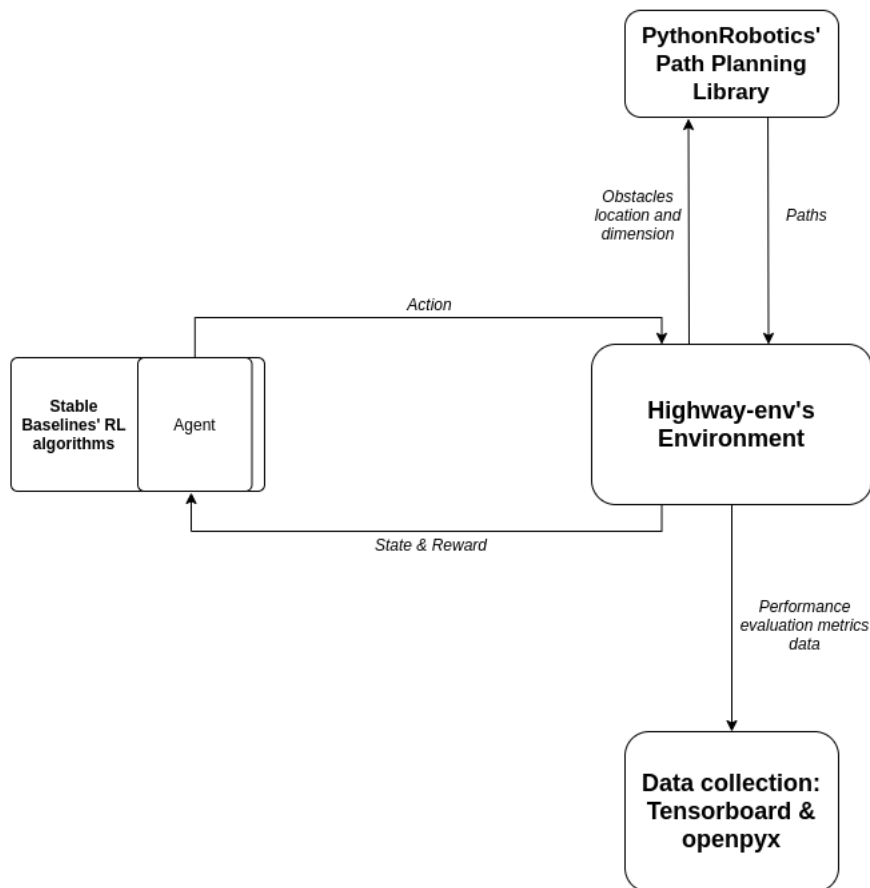 PythonRobotics'
Path Planning
Library
Obstacles
location and
dimension
Paths
Action
Stable
Baselines' RL
algorithms
Agent
Highway-env's
Environment
State & Reward
Performance
evaluation metrics
data
Data collection:
Tensorboard &
openpyx